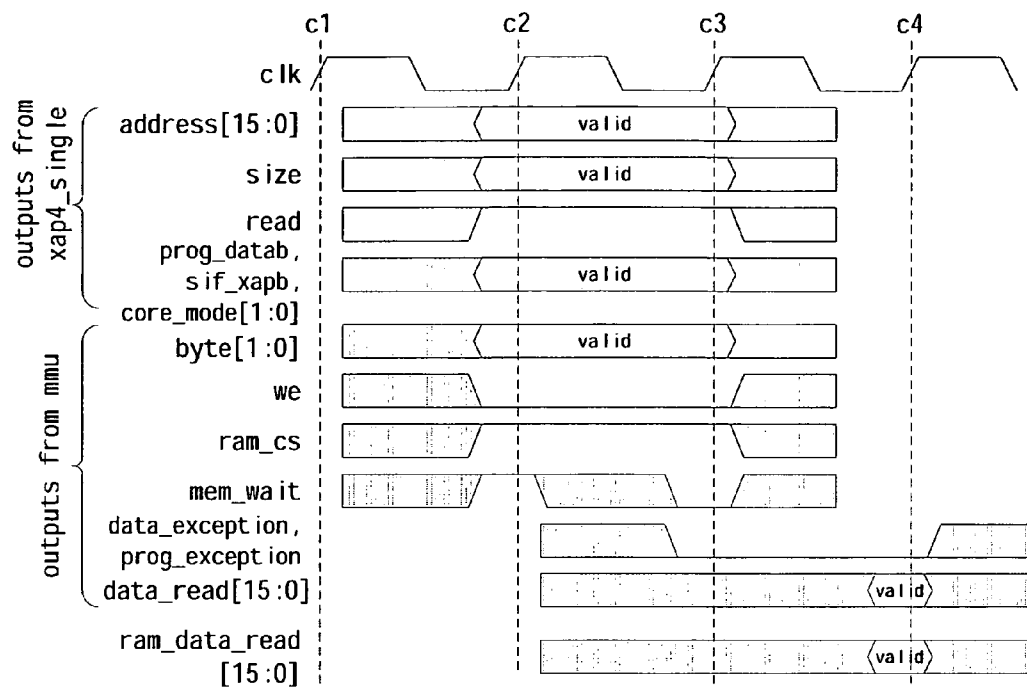 c1 c2 c3 c4
clk
outputs from
xap4_single
address[15:0] valid
size valid
read
prog_datab,
sif_xapb, valid
core_mode[1:0]
outputs from mmu
byte[1:0] valid
we
ram_cs
mem_wait
data_exception,
prog_exception
data_read[15:0] valid
ram_data_read valid
[15:0]